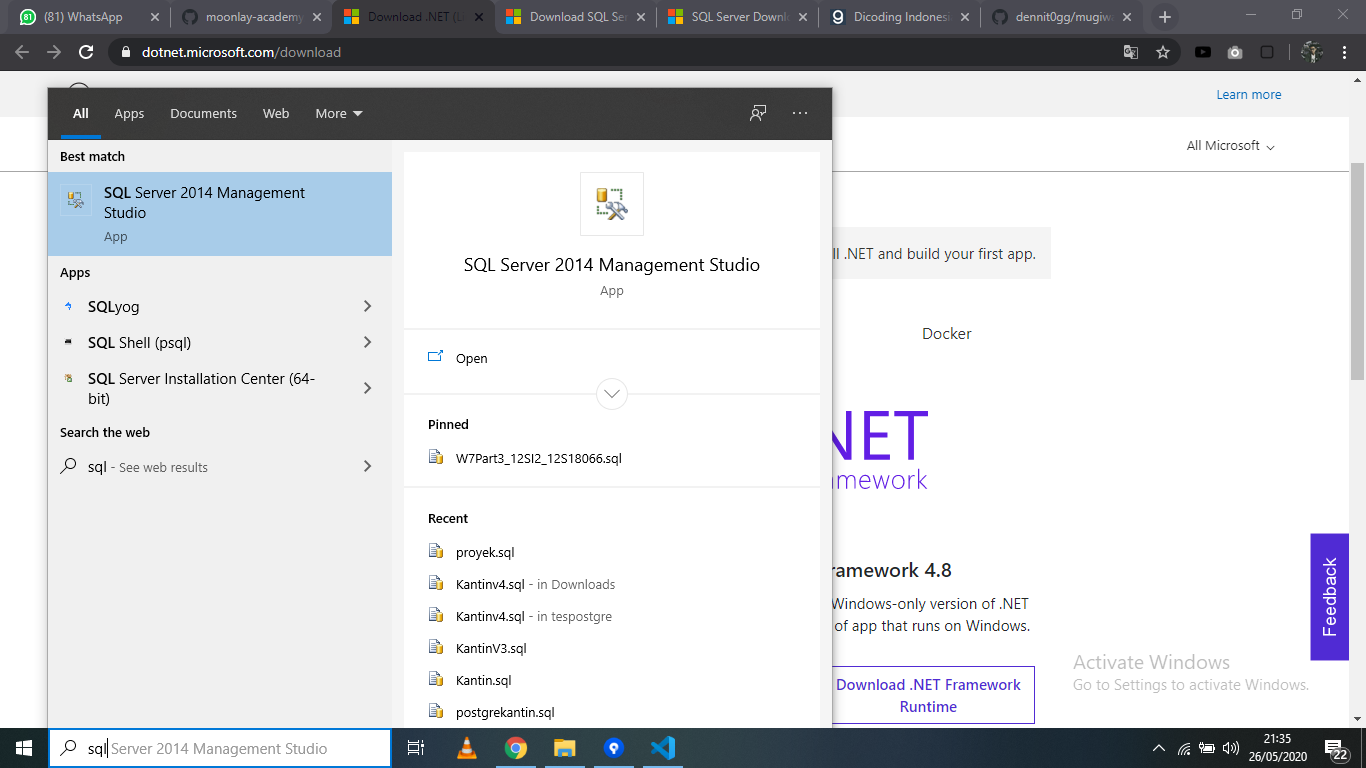 (81) WhatsApp
moonlay-academy
Download .NET (Li
Download SQL Se
SQL Server Downl
Dicoding Indonesi
dennit0gg/mugiw
dotnet.microsoft.com/download
Learn more
All Microsoft
All Apps Documents Web More
Best match
SQL Server 2014 Management
Studio
App
Apps
SQLyog
SQL Shell (psql)
SQL Server Installation Center (64-
bit)
Search the web
sql - See web results
SQL Server 2014 Management Studio
App
Open
Pinned
W7Part3_12SI2_12S18066.sql
Recent
proyek.sql
Kantinv4.sql - in Downloads
Kantinv4.sql - in tespostgre
KantinV3.sql
Kantin.sql
postgrekantin.sql
ll .NET and build your first app.
Docker
NET
amework
ramework 4.8
Windows-only version of .NET
of app that runs on Windows.
Download .NET Framework
Runtime
Feedback
Activate Windows
Go to Settings to activate Windows.
sql Server 2014 Management Studio
21:35
26/05/2020
22